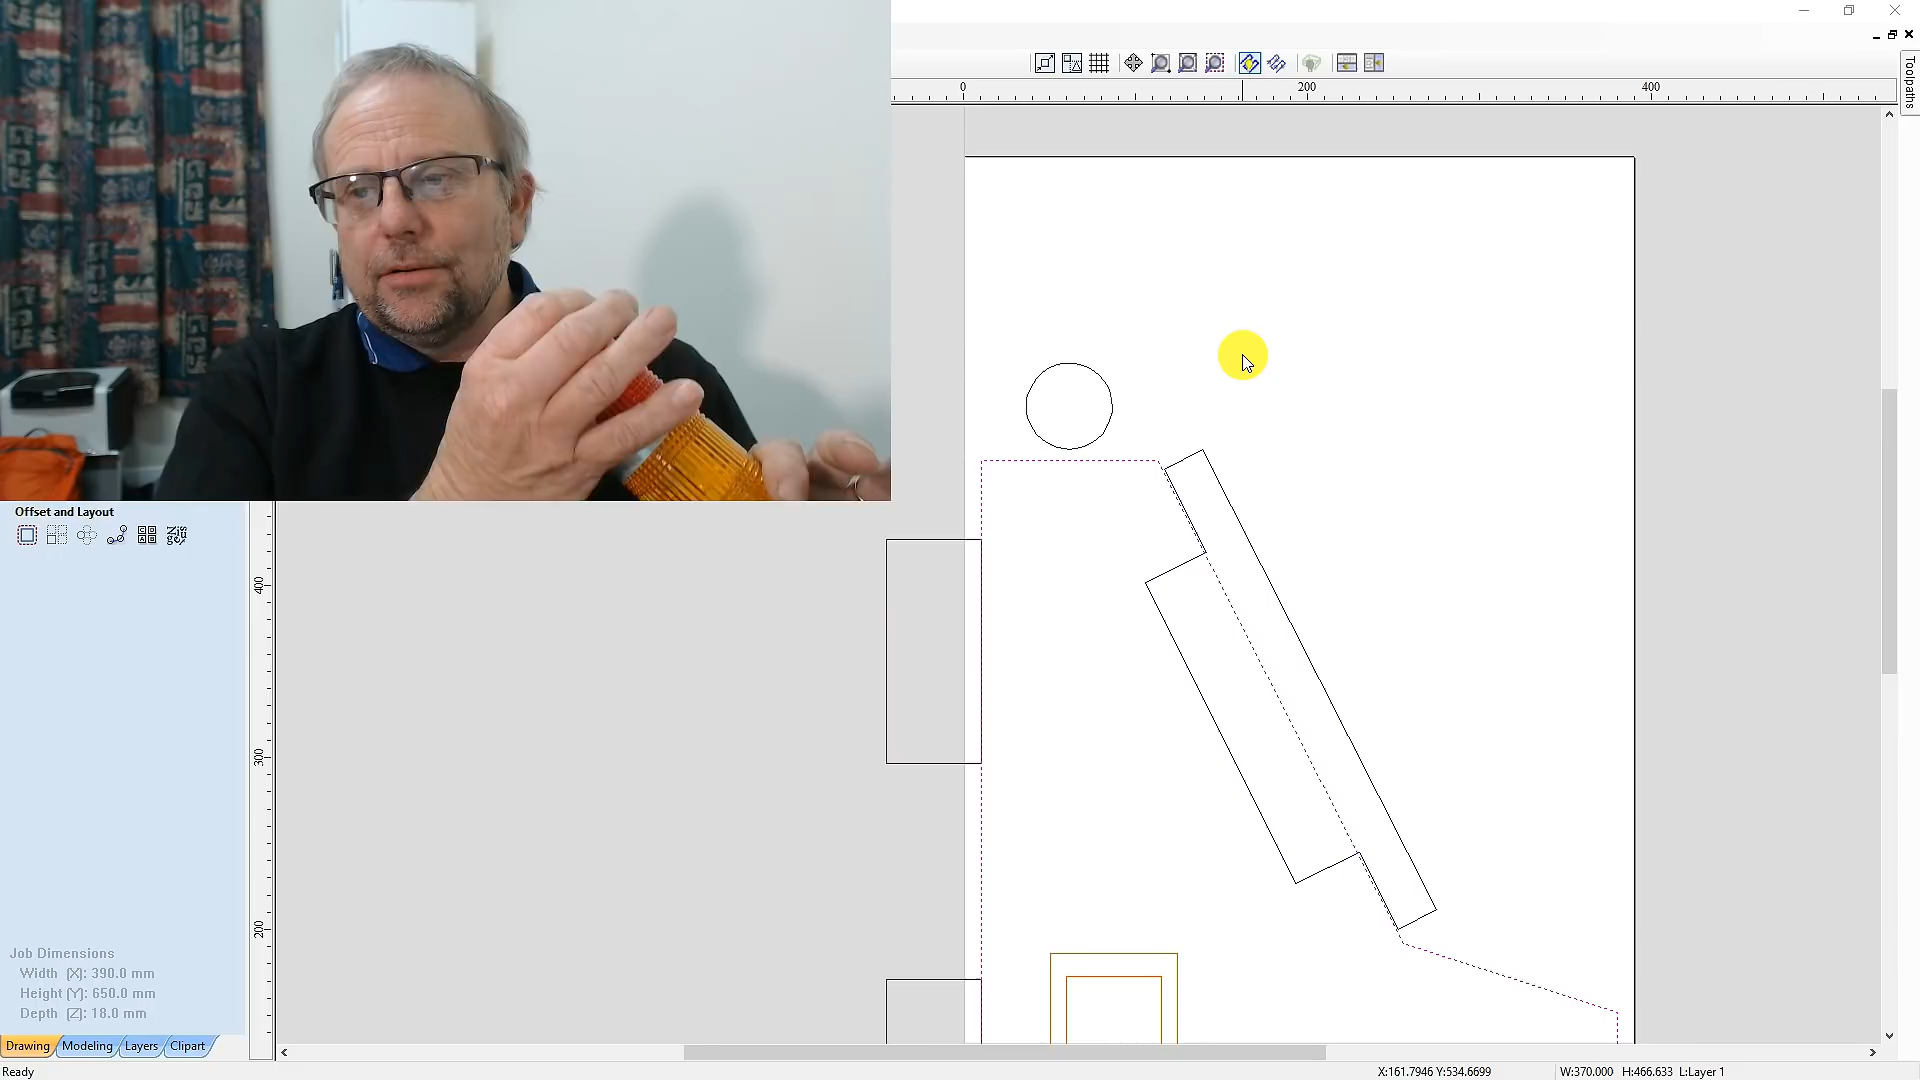 Toolpaths
0
200
400
Offset and Layout
400
300
200
Job Dimensions
Width (X): 390.0 mm
Height (Y): 650.0 mm
Depth (Z): 18.0 mm
Drawing
Modeling
Layers
Clipart
Ready
X:161.7946 Y:534.6699
W:370.000 H:466.633 L:Layer 1